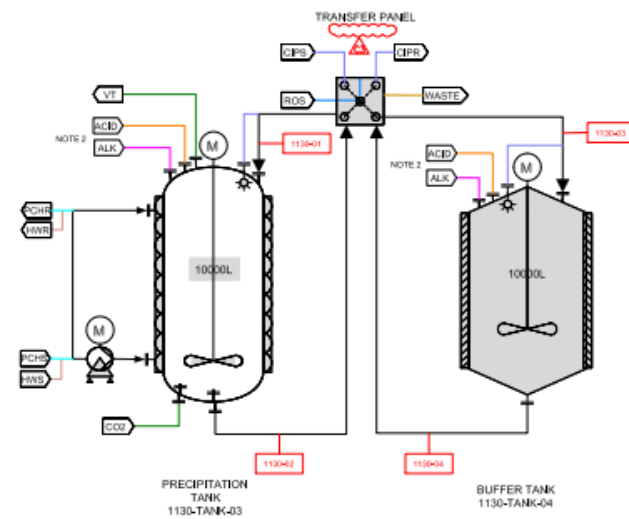 TRANSFER PANEL
CIPS
CIPR
VT
ROS
WASTE
ACID
NOTE 2
ALK
1130-01
1130-03
M
ACID
NOTE 2
ALK
M
PCHR
HWR
10000L
10000L
M
PCHS
HWS
CO2
1130-02
1130-04
PRECIPITATION
TANK
1130-TANK-03
BUFFER TANK
1130-TANK-04